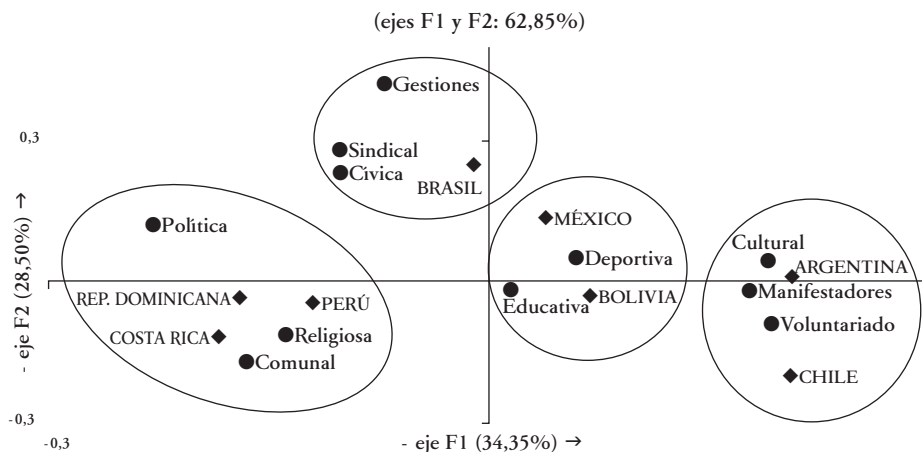 (ejes F1 y F2: 62,85%)
Gestiones
0,3
Sindical
Cívica
BRASIL
- eje F2 (28,50%) →
Política
MÉXICO
Cultural
Deportiva
ARGENTINA
REP. DOMINICANA
PERÚ
Educativa
BOLIVIA
Manifestadores
COSTA RICA
Religiosa
Voluntariado
Comunal
CHILE
-0,3
-0,3
- eje F1 (34,35%) →